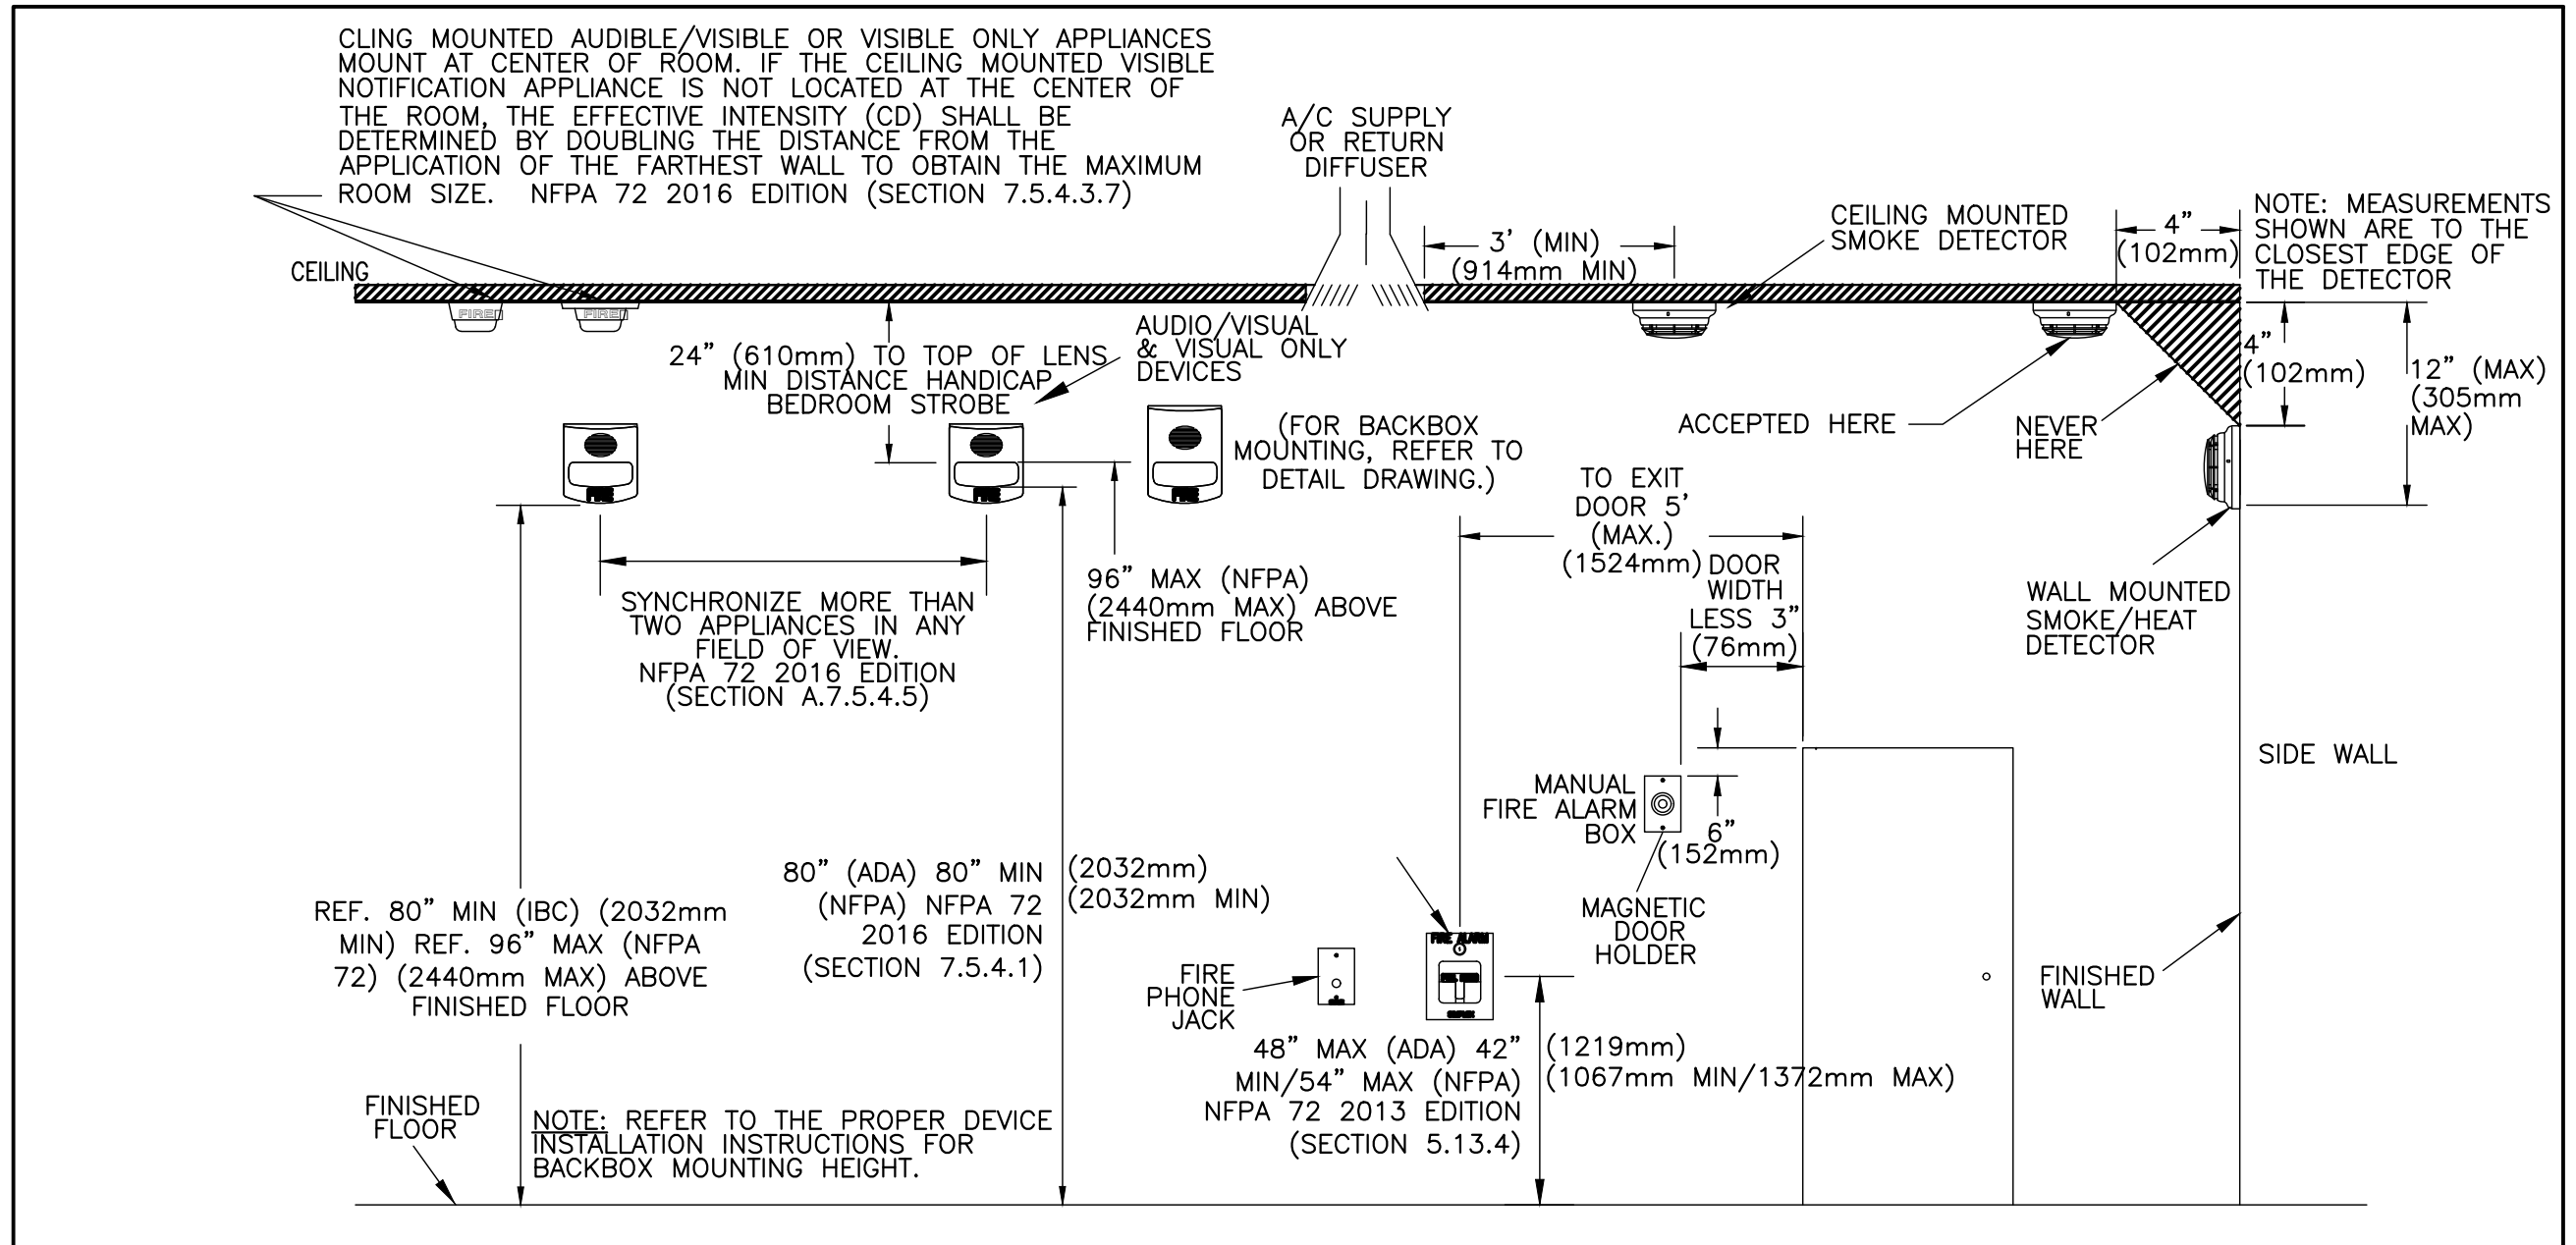 CLING MOUNTED AUDIBLE/VISIBLE OR VISIBLE ONLY APPLIANCES
MOUNT AT CENTER OF ROOM. IF THE CEILING MOUNTED VISIBLE
NOTIFICATION APPLIANCE IS NOT LOCATED AT THE CENTER OF
THE ROOM, THE EFFECTIVE INTENSITY (CD) SHALL BE
DETERMINED BY DOUBLING THE DISTANCE FROM THE
APPLICATION OF THE FARTHEST WALL TO OBTAIN THE MAXIMUM
ROOM SIZE. NFPA 72 2016 EDITION (SECTION 7.5.4.3.7)
A/C SUPPLY
OR RETURN
DIFFUSER
3' (MIN)
(914mm MIN)
CEILING MOUNTED
SMOKE DETECTOR
4"
(102mm)
NOTE: MEASUREMENTS
SHOWN ARE TO THE
CLOSEST EDGE OF
THE DETECTOR
CEILING
FIRE
FIRE
24" (610mm) TO TOP OF LENS
MIN DISTANCE HANDICAP
BEDROOM STROBE
AUDIO/VISUAL
& VISUAL ONLY
DEVICES
(FOR BACKBOX
MOUNTING, REFER TO
DETAIL DRAWING.)
ACCEPTED HERE
NEVER
HERE
4"
(102mm)
12" (MAX)
(305mm
MAX)
FIRE
FIRE
FIRE
TO EXIT
DOOR 5'
(MAX.)
(1524mm)
DOOR
WIDTH
LESS 3"
(76mm)
96" MAX (NFPA)
(2440mm MAX) ABOVE
FINISHED FLOOR
SYNCHRONIZE MORE THAN
TWO APPLIANCES IN ANY
FIELD OF VIEW.
NFPA 72 2016 EDITION
(SECTION A.7.5.4.5)
WALL MOUNTED
SMOKE/HEAT
DETECTOR
SIDE WALL
MANUAL
FIRE ALARM
BOX
6"
(152mm)
MAGNETIC
DOOR
HOLDER
REF. 80" MIN (IBC) (2032mm
MIN) REF. 96" MAX (NFPA
72) (2440mm MAX) ABOVE
FINISHED FLOOR
80" (ADA) 80" MIN
(NFPA) NFPA 72
2016 EDITION
(SECTION 7.5.4.1)
(2032mm)
(2032mm MIN)
FIRE
PHONE
JACK
FIRE ALARM
FINISHED
WALL
48" MAX (ADA) 42"
MIN/54" MAX (NFPA)
NFPA 72 2013 EDITION
(SECTION 5.13.4)
(1219mm)
(1067mm MIN/1372mm MAX)
FINISHED
FLOOR
NOTE: REFER TO THE PROPER DEVICE
INSTALLATION INSTRUCTIONS FOR
BACKBOX MOUNTING HEIGHT.